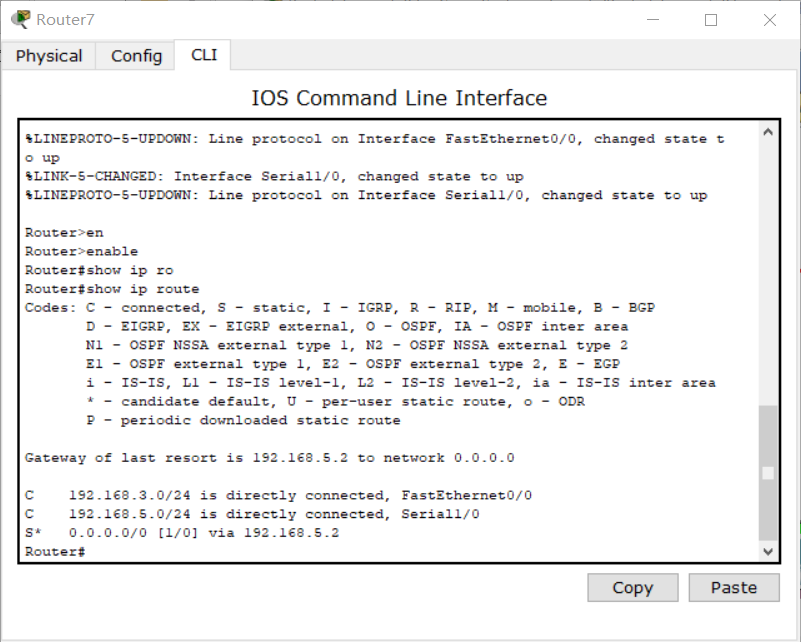 Router7
Physical Config CLI
IOS Command Line Interface
%LINEPROTO-5-UPDOWN: Line protocol on Interface FastEthernet0/0, changed state t
o up
%LINK-5-CHANGED: Interface Serial1/0, changed state to up
%LINEPROTO-5-UPDOWN: Line protocol on Interface Serial1/0, changed state to up
Router>en
Router>enable
Router#show ip ro
Router#show ip route
Codes: C - connected, S - static, I - IGRP, R - RIP, M - mobile, B - BGP
D - EIGRP, EX - EIGRP external, O - OSPF, IA - OSPF inter area
N1 - OSPF NSSA external type 1, N2 - OSPF NSSA external type 2
E1 - OSPF external type 1, E2 - OSPF external type 2, E - EGP
i - IS-IS, L1 - IS-IS level-1, L2 - IS-IS level-2, ia - IS-IS inter area
* - candidate default, U - per-user static route, o - ODR
P - periodic downloaded static route
Gateway of last resort is 192.168.5.2 to network 0.0.0.0
C 192.168.3.0/24 is directly connected, FastEthernet0/0
C 192.168.5.0/24 is directly connected, Serial1/0
S* 0.0.0.0/0 [1/0] via 192.168.5.2
Router#
Copy Paste